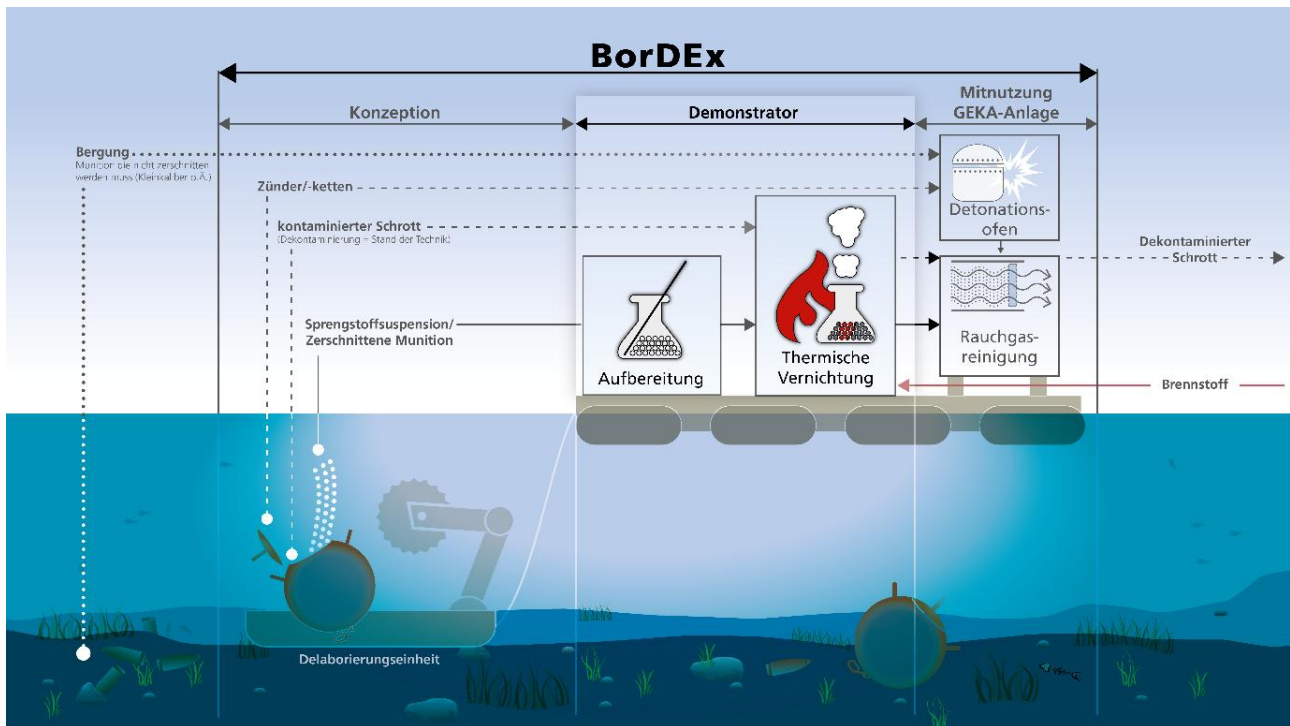 BorDEx
Konzeption
Demonstrator
Mitnutzung
GEKA-Anlage
Bergung
Munition die nicht zerschnitten
werden muss (Kleinkaliber o.Ä.)
Zünder/-ketten
kontaminierter Schrott
(Dekontaminierung = Stand der Technik)
Detonations-
ofen
Dekontaminierter
Schrott
Sprengstoffsuspension/
Zerschnittene Munition
Aufbereitung
Thermische
Vernichtung
Rauchgas-
reinigung
Brennstoff
Delaborierungseinheit